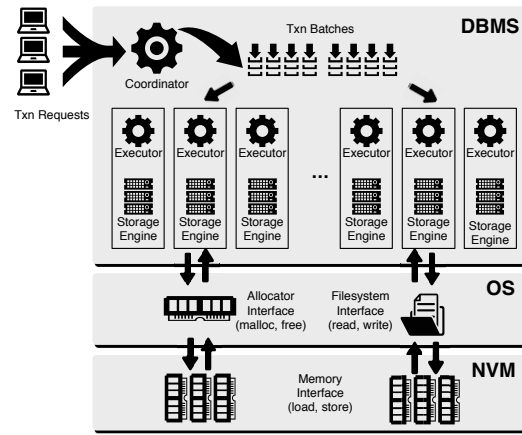 DBMS
Txn Batches
Coordinator
Txn Requests
Executor
Executor
Executor
...
Executor
Executor
Executor
Storage
Engine
Storage
Engine
Storage
Engine
Storage
Engine
Storage
Engine
Storage
Engine
OS
Allocator
Interface
(malloc, free)
Filesystem
Interface
(read, write)
NVM
Memory
Interface
(load, store)